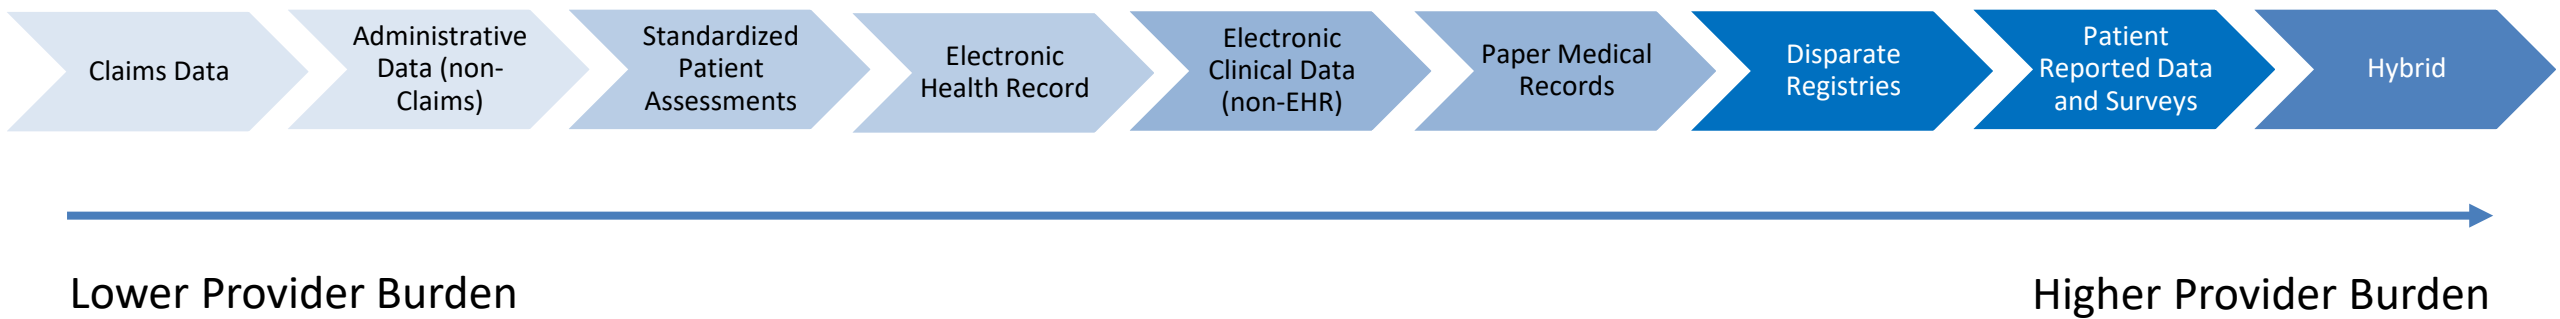 Claims Data
Administrative
Data (non-
Claims)
Standardized
Patient
Assessments
Electronic
Health Record
Electronic
Clinical Data
(non-EHR)
Paper Medical
Records
Disparate
Registries
Patient
Reported Data
and Surveys
Hybrid
Lower Provider Burden
Higher Provider Burden